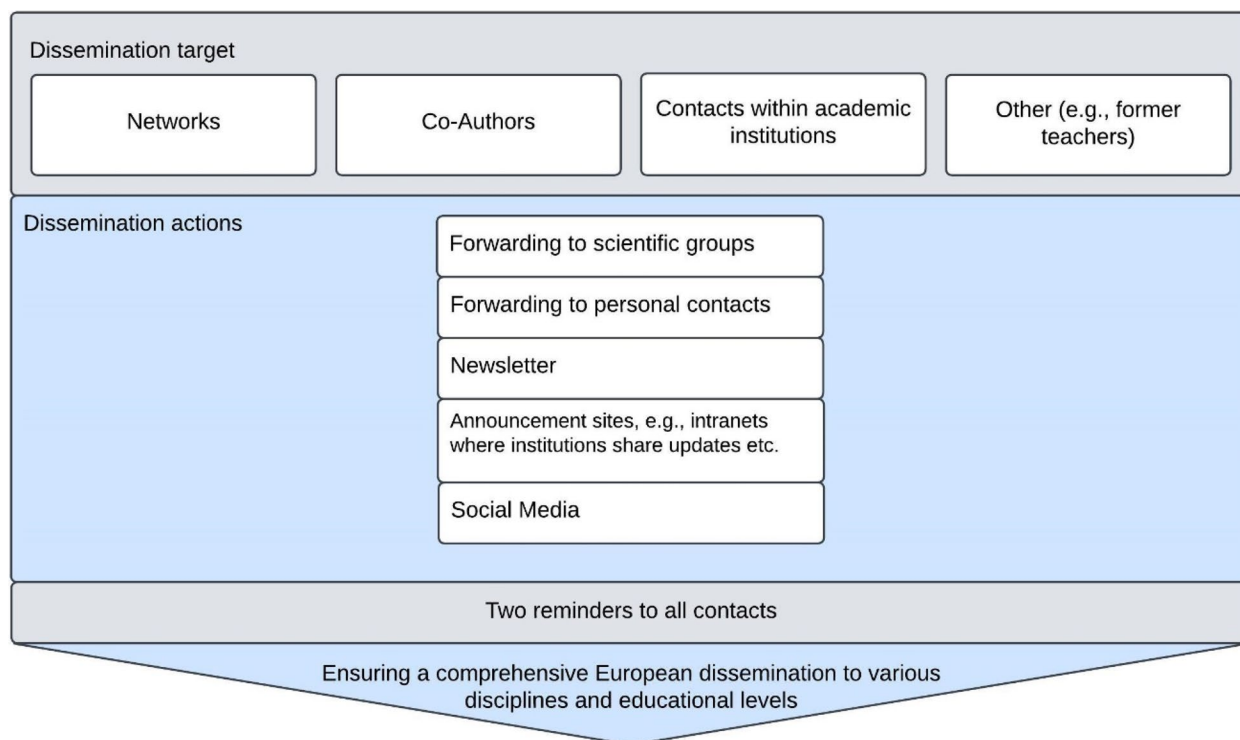 Dissemination target
Networks
Co-Authors
Contacts within academic
institutions
Other (e.g., former
teachers)
Dissemination actions
Forwarding to scientific groups
Forwarding to personal contacts
Newsletter
Announcement sites, e.g., intranets
where institutions share updates etc.
Social Media
Two reminders to all contacts
Ensuring a comprehensive European dissemination to various
disciplines and educational levels